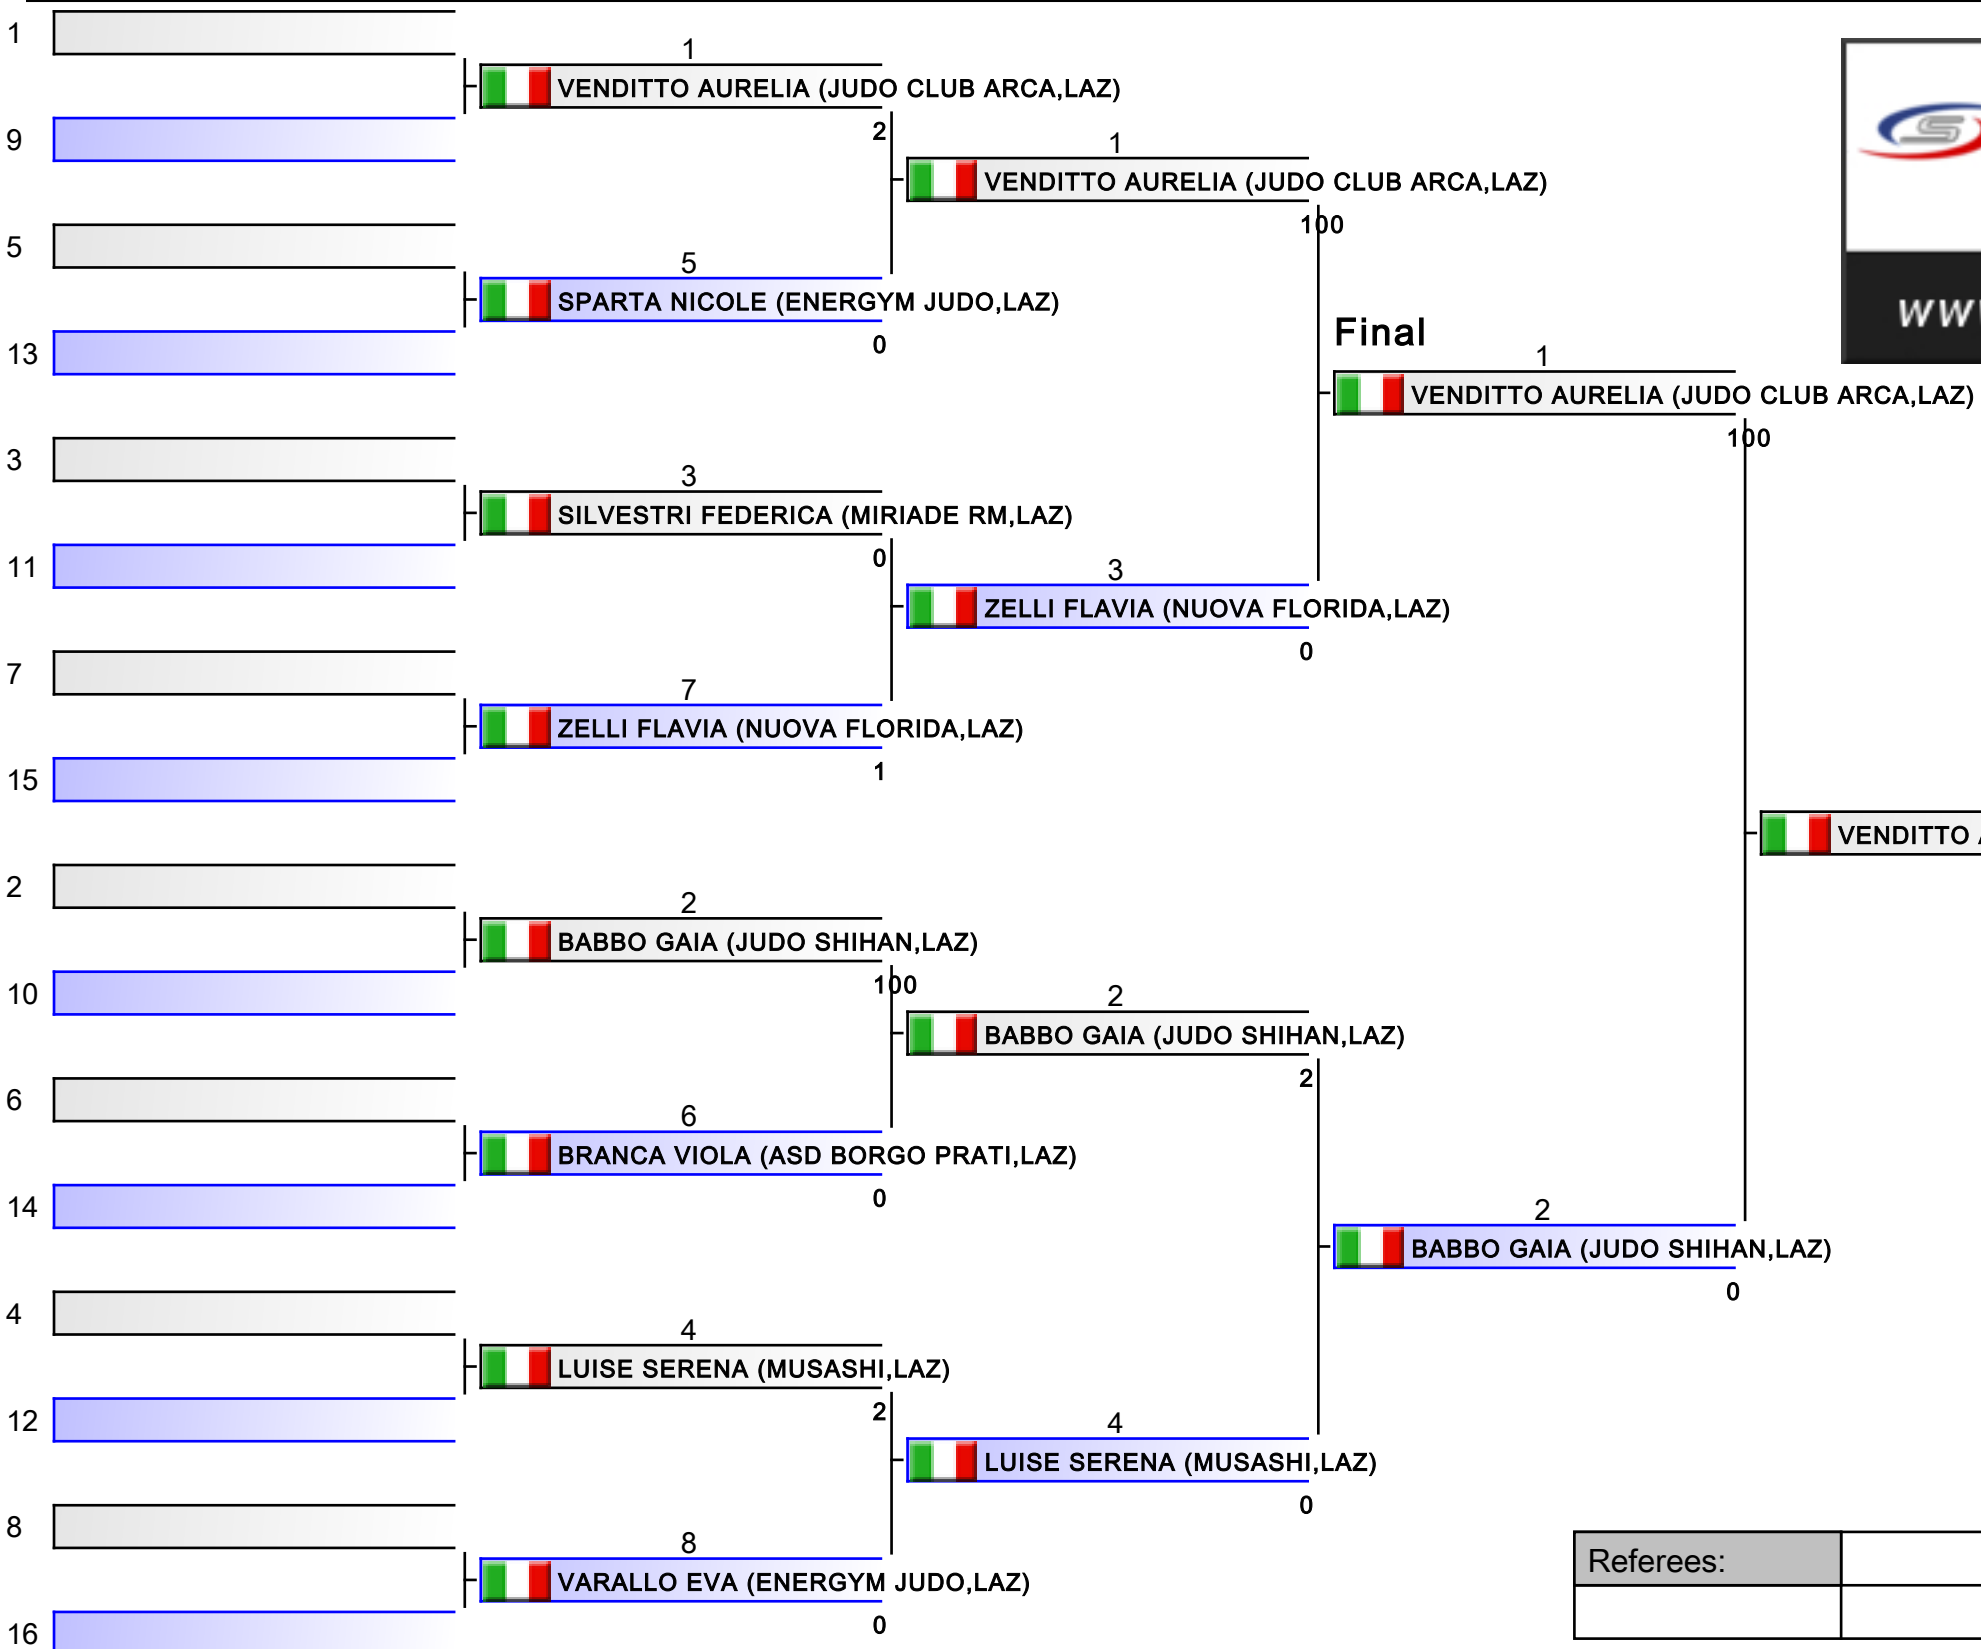 1
1
VENDITTO AURELIA (JUDO CLUB ARCA,LAZ)
2
9
1
VENDITTO AURELIA (JUDO CLUB ARCA,LAZ)
100
5
5
SPARTA NICOLE (ENERGYM JUDO,LAZ)
0
13
WWW
Final
1
VENDITTO AURELIA (JUDO CLUB ARCA,LAZ)
100
3
3
SILVESTRI FEDERICA (MIRIADE RM,LAZ)
0
11
3
ZELLI FLAVIA (NUOVA FLORIDA,LAZ)
0
7
7
ZELLI FLAVIA (NUOVA FLORIDA,LAZ)
1
15
VENDITTO
2
2
BABBO GAIA (JUDO SHIHAN,LAZ)
100
10
2
BABBO GAIA (JUDO SHIHAN,LAZ)
2
6
6
BRANCA VIOLA (ASD BORGO PRATI,LAZ)
0
14
2
BABBO GAIA (JUDO SHIHAN,LAZ)
0
4
4
LUISE SERENA (MUSASHI,LAZ)
2
12
4
LUISE SERENA (MUSASHI,LAZ)
0
8
8
VARALLO EVA (ENERGYM JUDO,LAZ)
0
16
Referees: